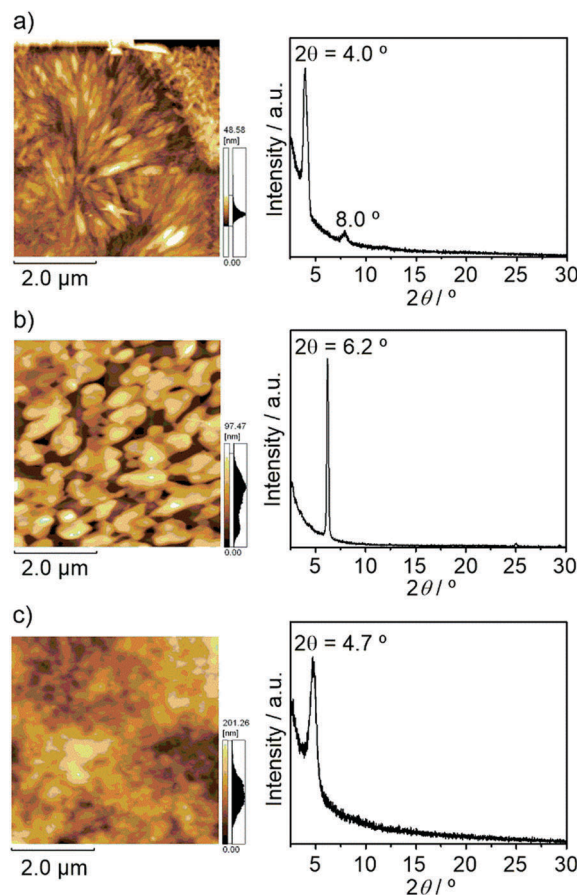 a)
48.58
[nm]
0.00
2.0 μm
Intensity / a.u.
2θ = 4.0 º
8.0 º
5 10 15 20 25 30
2θ / º
b)
97.47
[nm]
0.00
2.0 μm
Intensity / a.u.
2θ = 6.2 º
5 10 15 20 25 30
2θ / º
c)
201.26
[nm]
0.00
2.0 μm
Intensity / a.u.
2θ = 4.7 º
5 10 15 20 25 30
2θ / º